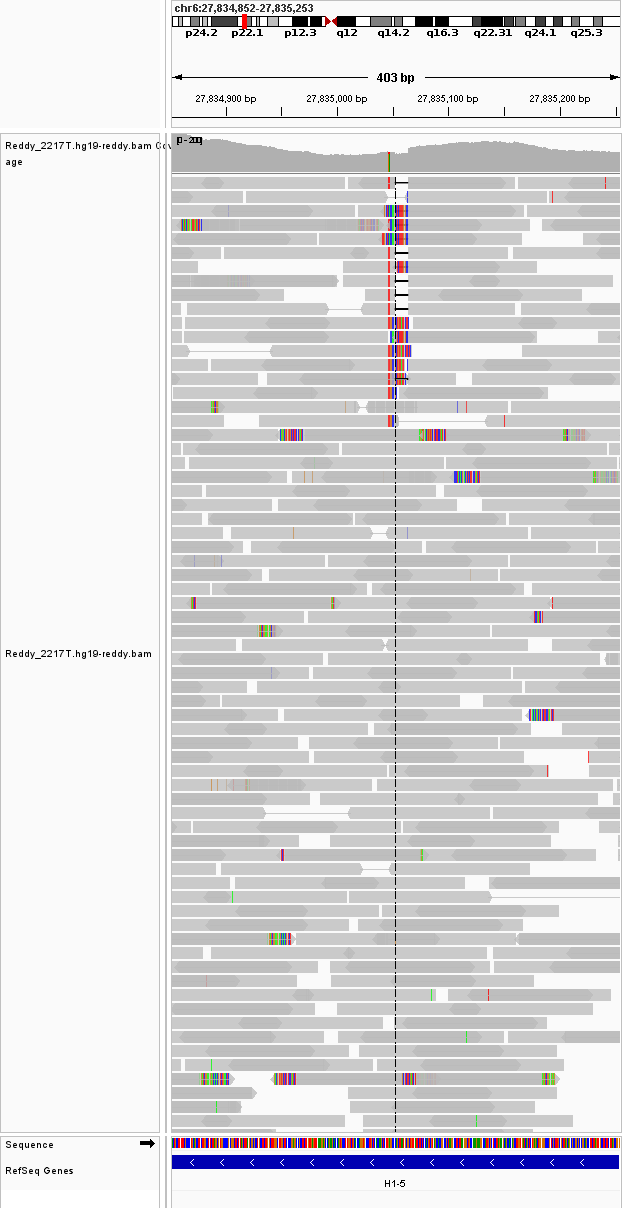 chr6:27,834,852-27,835,253
p24.2 p22.1 p12.3 q12 q14.2 q16.3 q22.31 q24.1 q25.3
403 bp
27,834,900 bp 27,835,000 bp 27,835,100 bp 27,835,200 bp
Reddy_2217T.hg19-reddy.bam Cov
age
Reddy_2217T.hg19-reddy.bam
Sequence
RefSeq Genes
H1-5